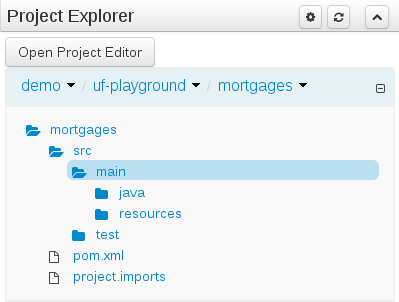 Project Explorer
Open Project Editor
demo / uf-playground / mortgages
mortgages
src
main
java
resources
test
pom.xml
project.imports